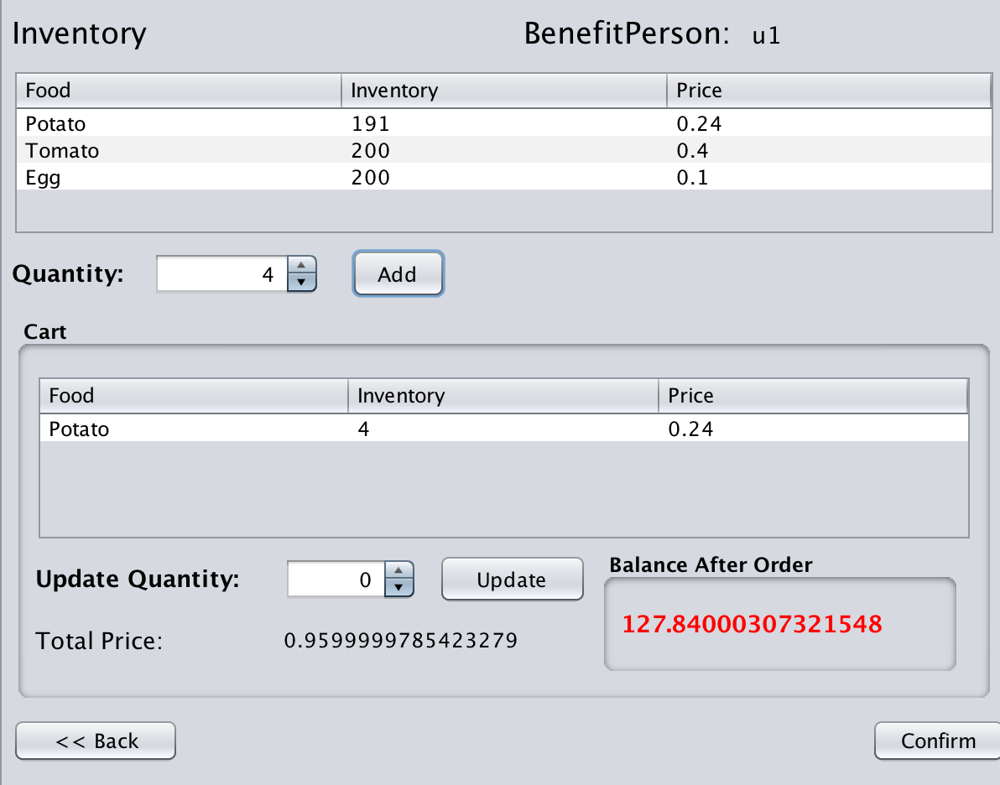 Inventory BenefitPerson: u1
Food Inventory Price
Potato 191 0.24
Tomato 200 0.4
Egg 200 0.1
Quantity: 4 Add
Cart
Food Inventory Price
Potato 4 0.24
Update Quantity: 0 Update
Balance After Order
127.84000307321548
Total Price: 0.9599999785423279
<< Back Confirm